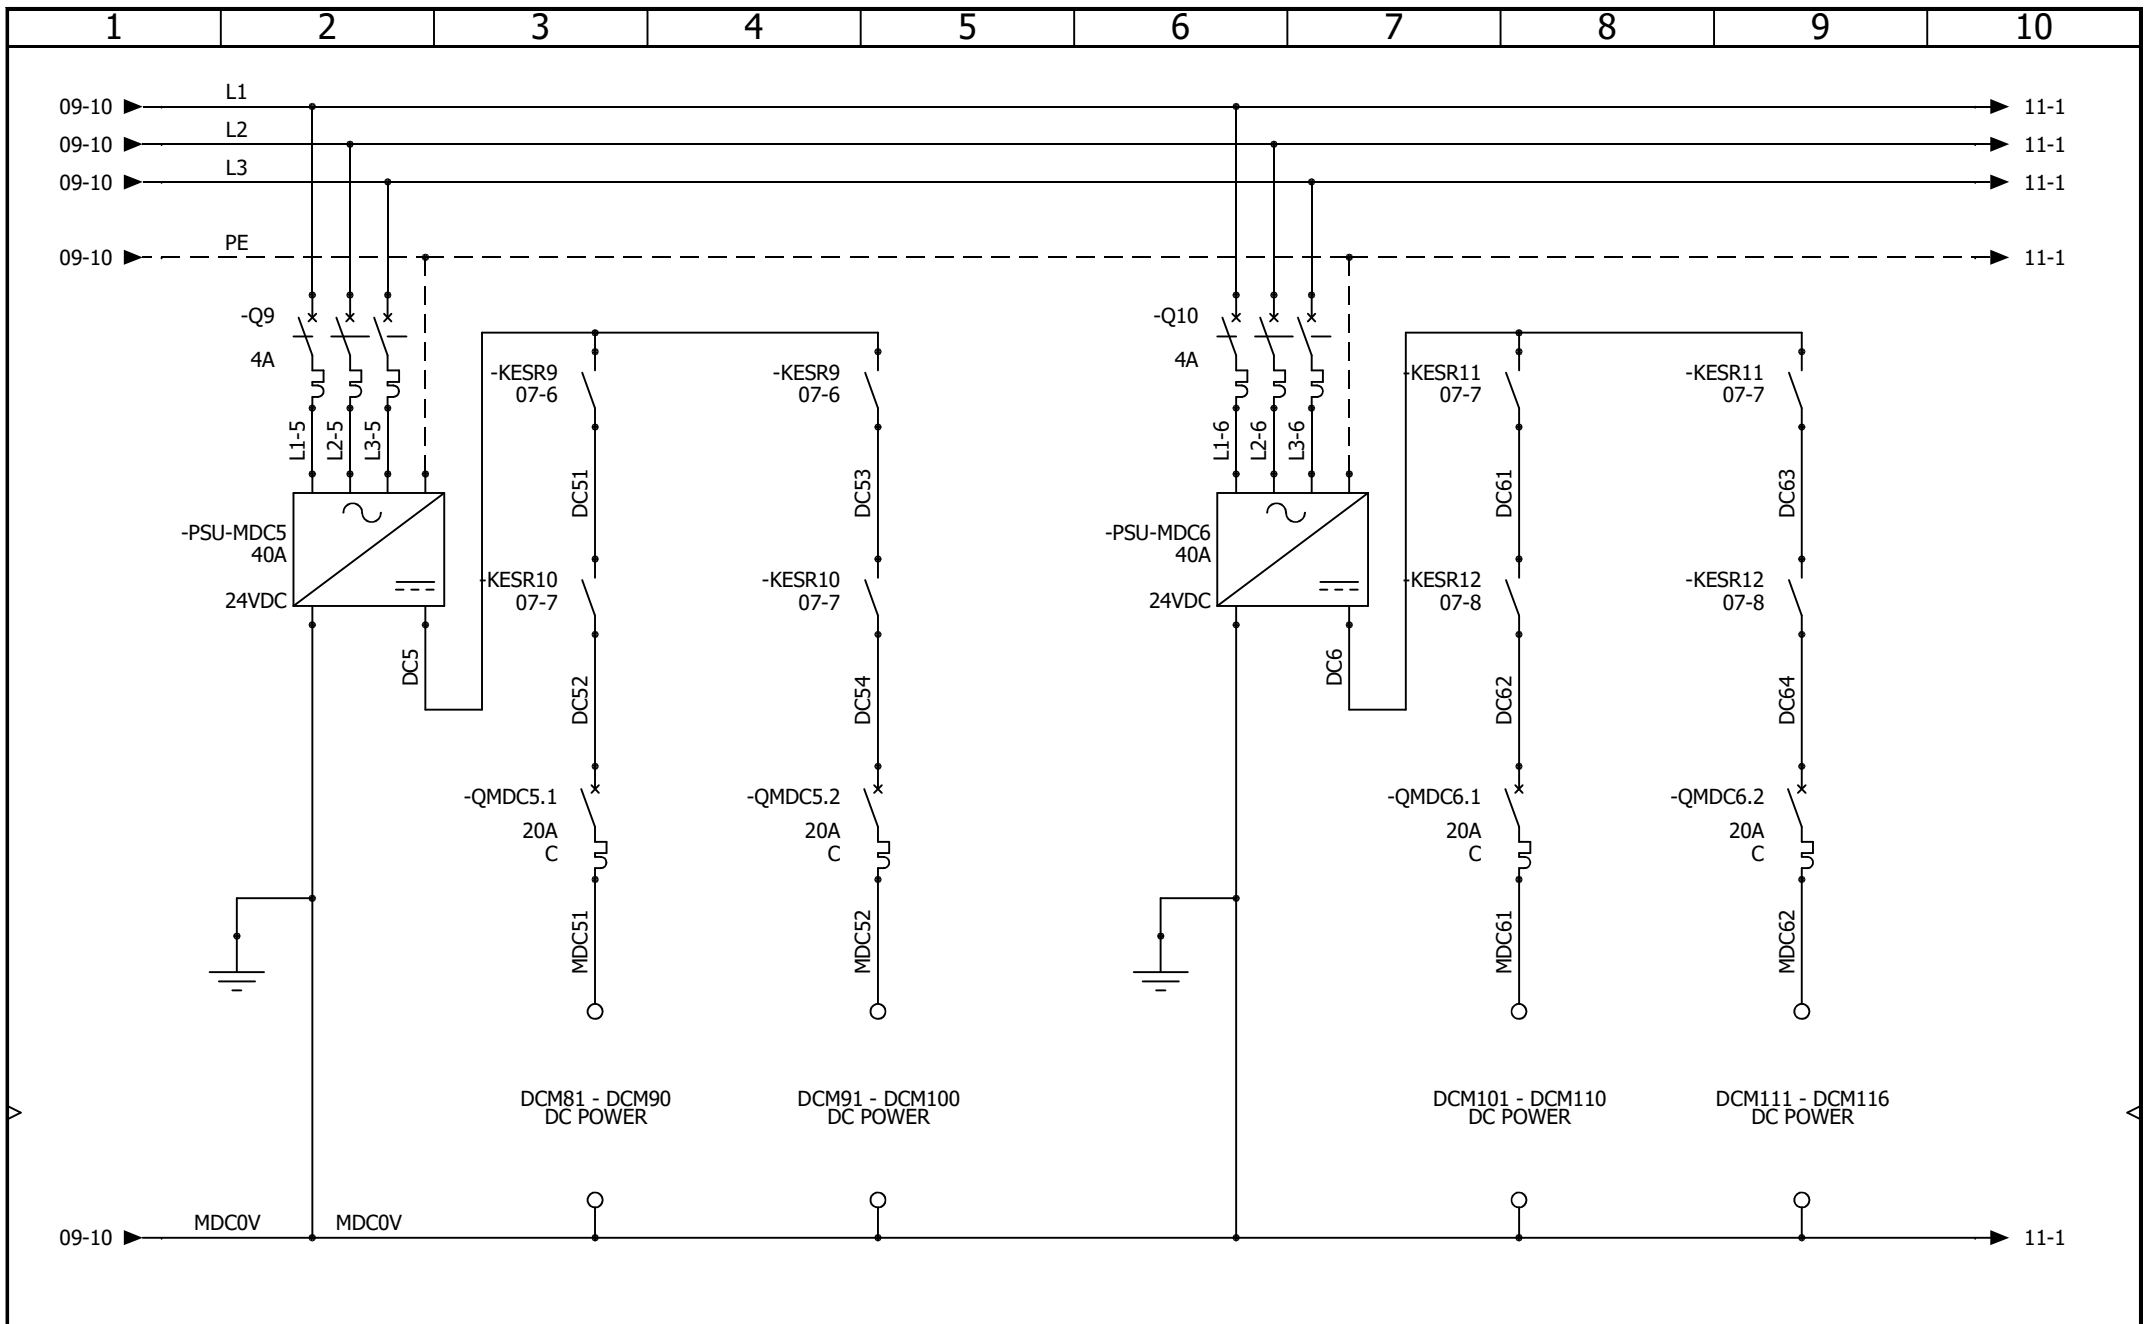 1 2 3 4 5 6 7 8 9 10
L1
09-10 11-1
L2
09-10 11-1
L3
09-10 11-1
PE
09-10 11-1
-Q9
4A
-Q10
4A
-KESR9
07-6
-KESR9
07-6
-KESR11
07-7
-KESR11
07-7
L1-5
L2-5
L3-5
L1-6
L2-6
L3-6
DC51
DC53
DC61
DC63
-PSU-MDC5
40A
24VDC
-PSU-MDC6
40A
24VDC
-KESR10
07-7
-KESR10
07-7
-KESR12
07-8
-KESR12
07-8
DC5
DC52
DC54
DC6
DC62
DC64
-QMDC5.1
20A
C
-QMDC5.2
20A
C
-QMDC6.1
20A
C
-QMDC6.2
20A
C
MDC51
MDC52
MDC61
MDC62
DCM81 - DCM90
DC POWER
DCM91 - DCM100
DC POWER
DCM101 - DCM110
DC POWER
DCM111 - DCM116
DC POWER
MDC0V MDC0V
09-10 11-1